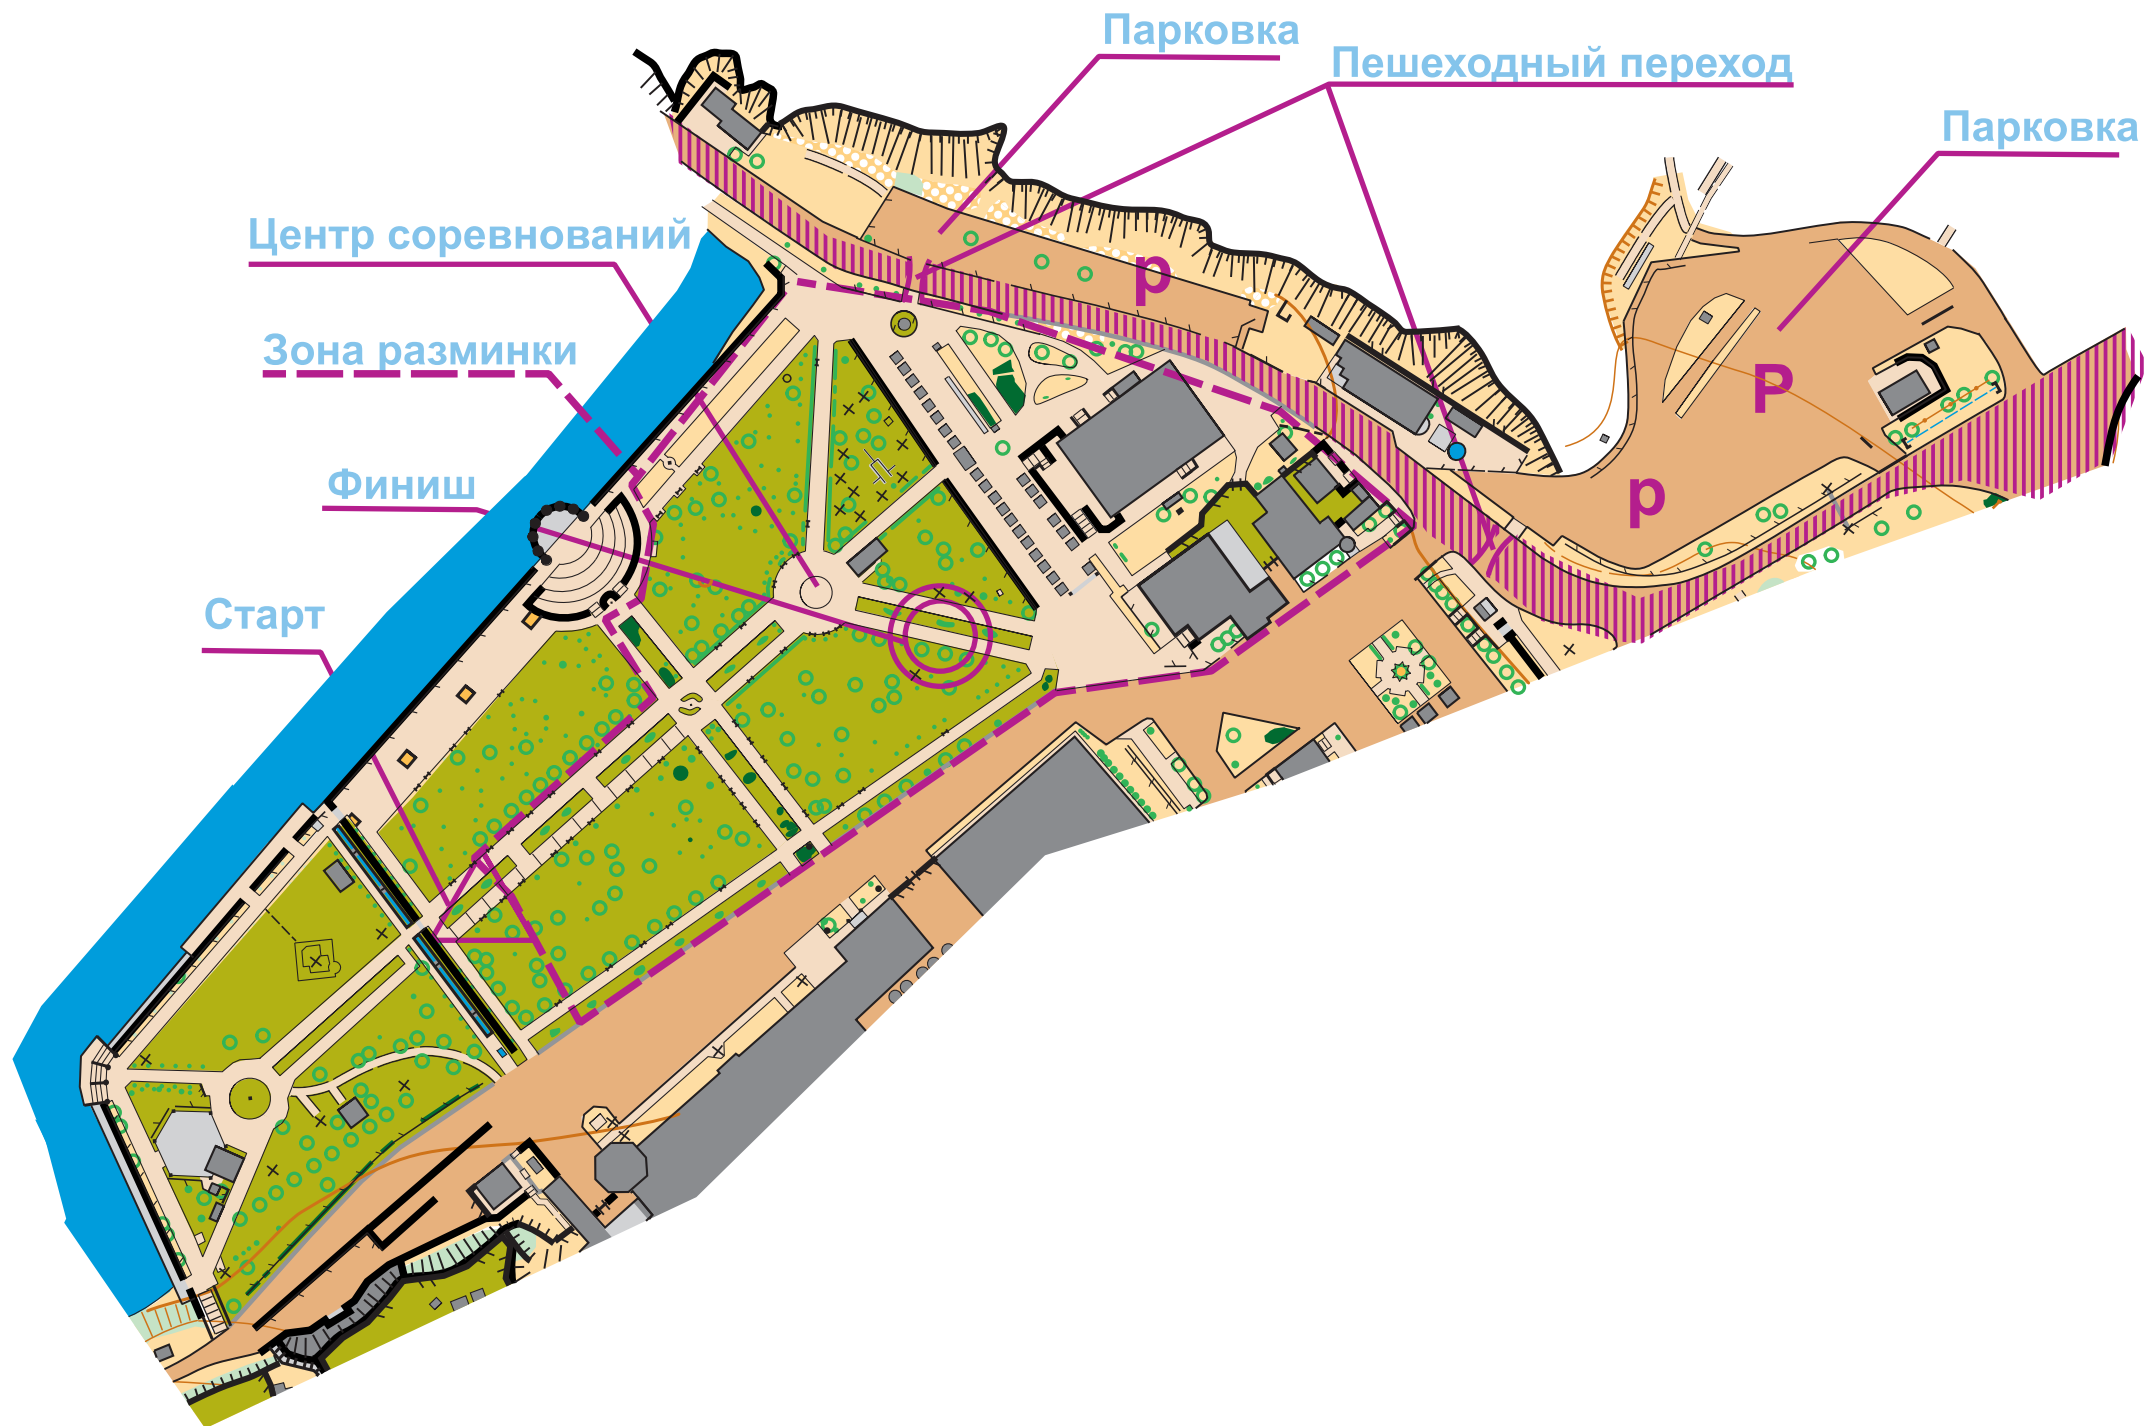 Парковка
Пешеходный переход
Парковка
Центр соревнований
Зона разминки
Финиш
Старт
p
P
p